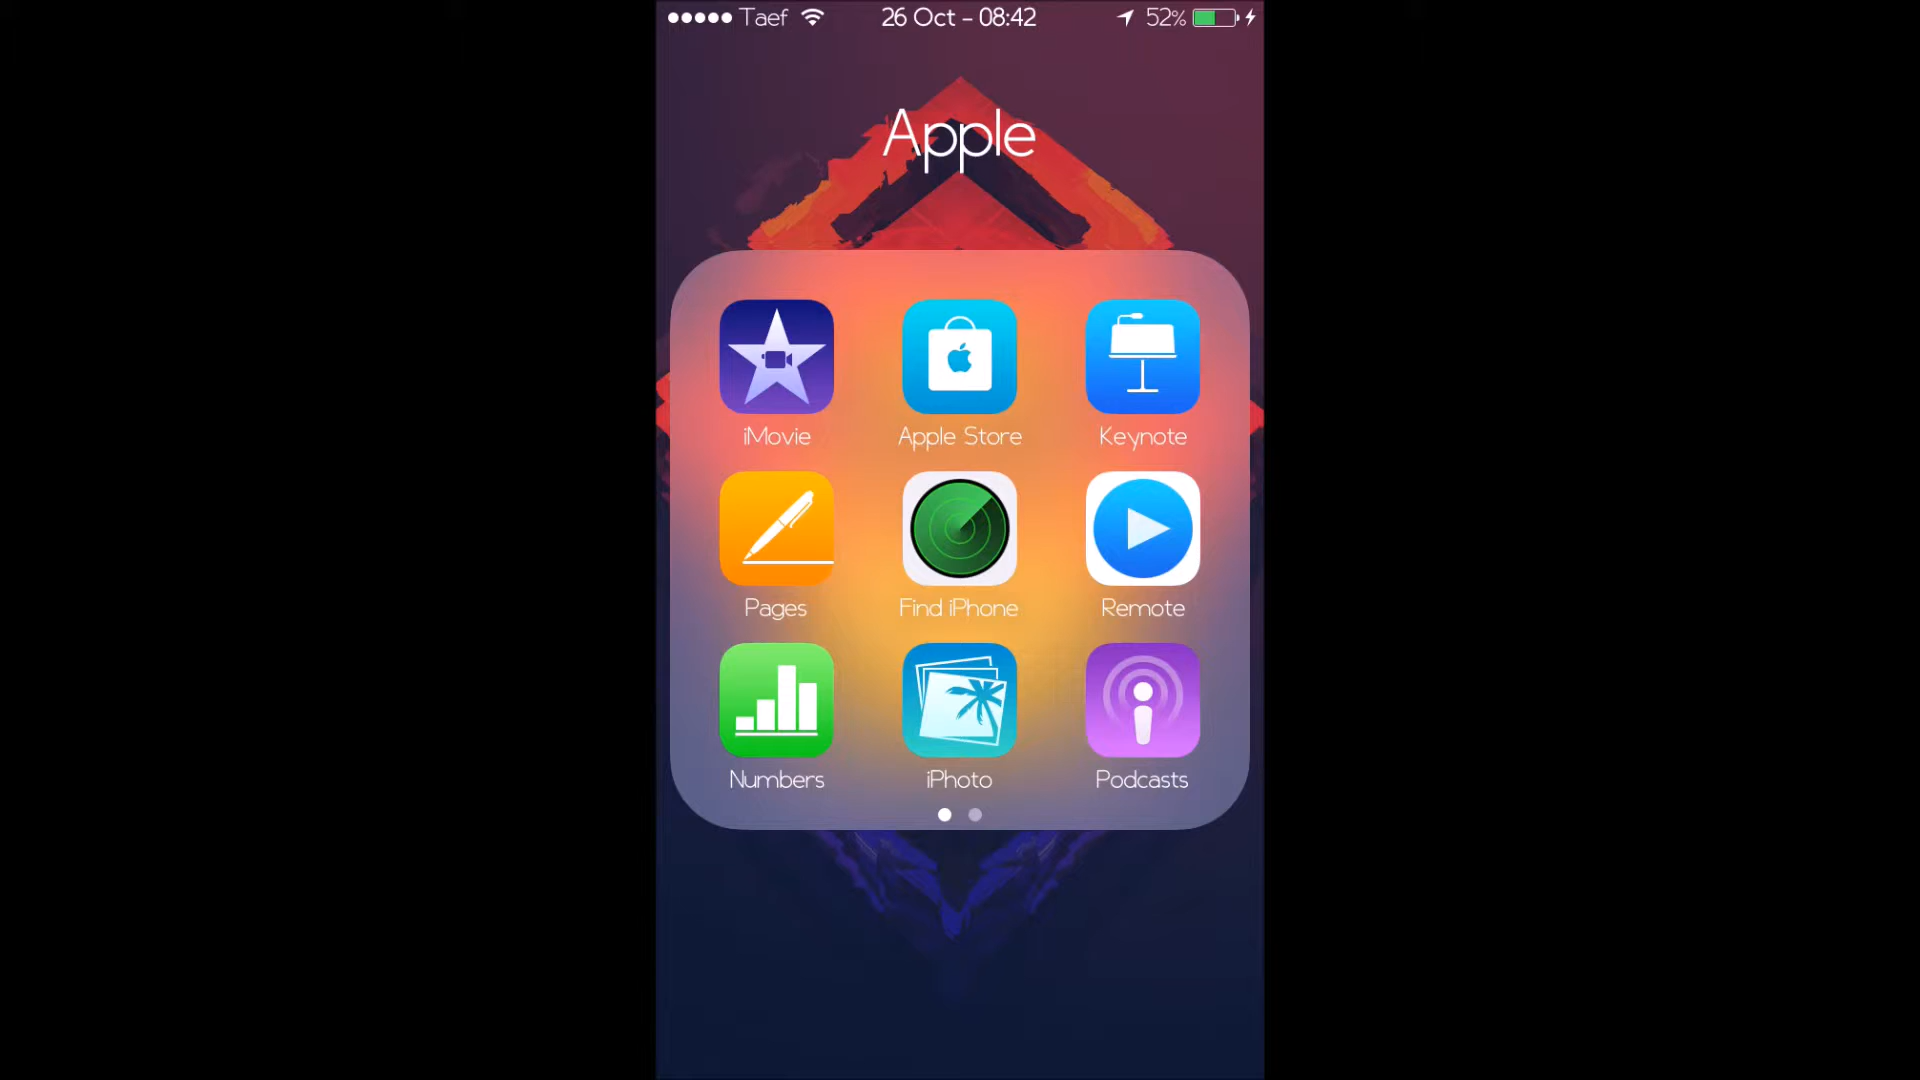 Taef 26 Oct - 08:42 52%
Apple
iMovie Apple Store Keynote
Pages Find iPhone Remote
Numbers iPhoto Podcasts